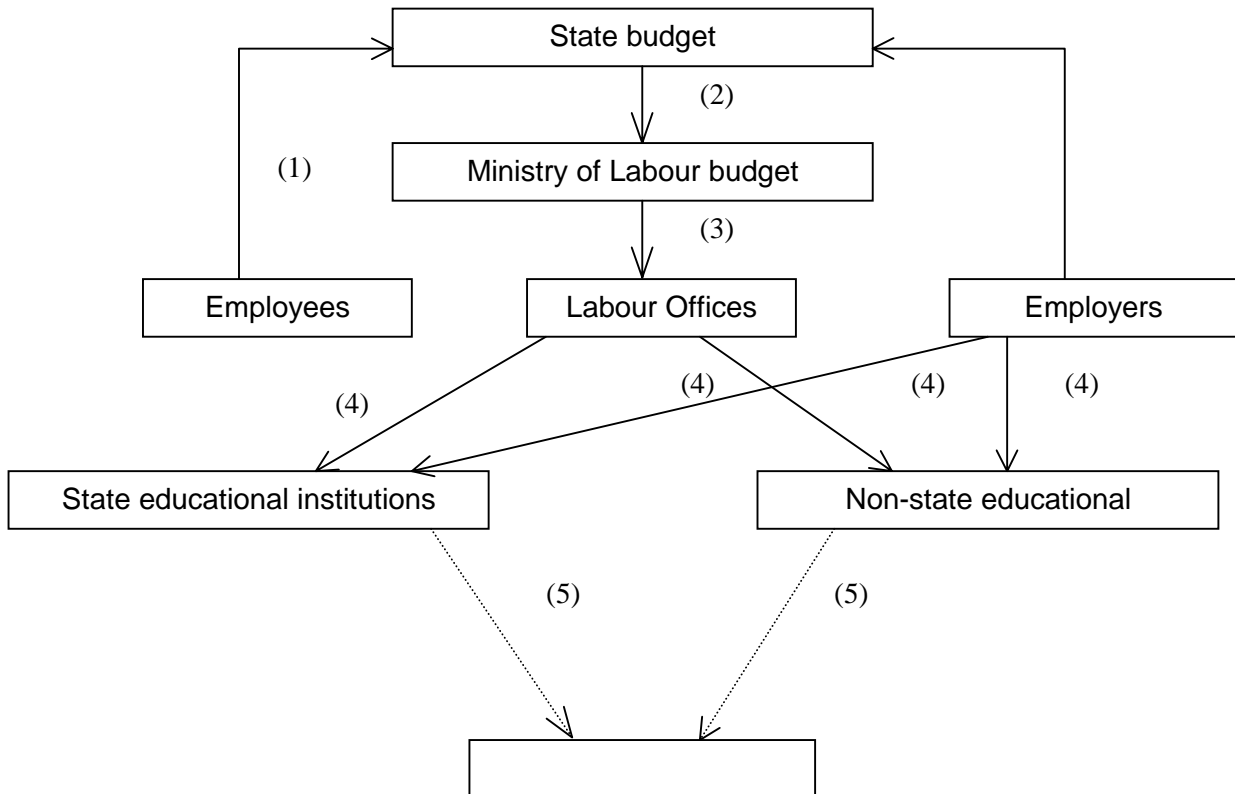 State budget
(2)
Ministry of Labour budget
(1)
(3)
Employees
Labour Offices
Employers
(4)
(4)
(4)
(4)
State educational institutions
Non-state educational
(5)
(5)